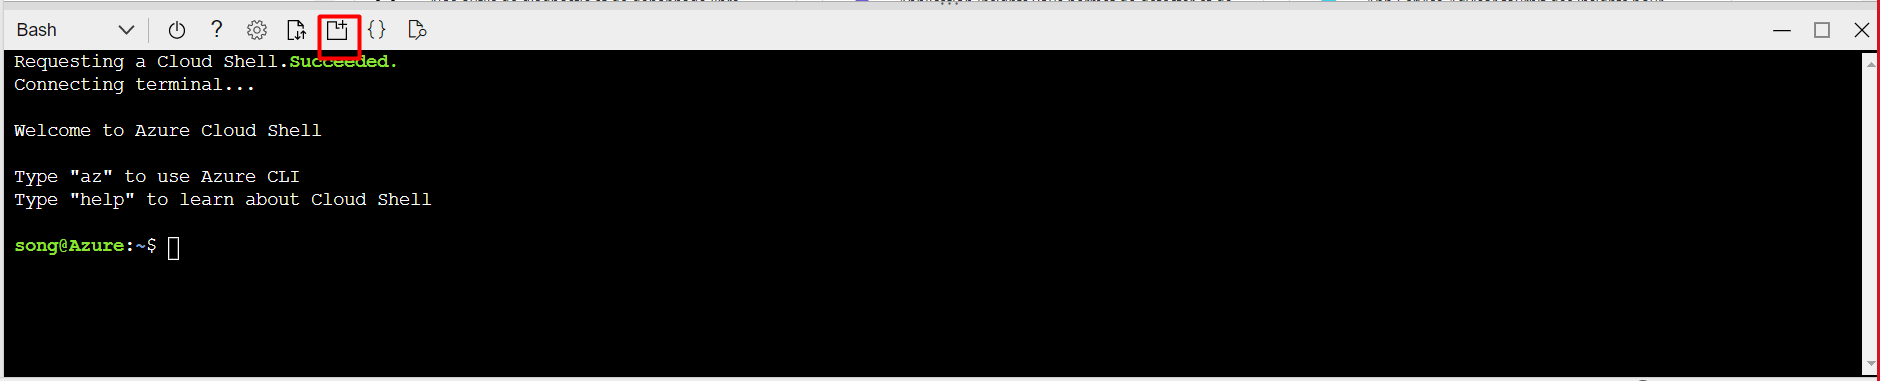 Bash
?
{}
Requesting a Cloud Shell.Succeeded.
Connecting terminal...
Welcome to Azure Cloud Shell
Type "az" to use Azure CLI
Type "help" to learn about Cloud Shell
song@Azure:~$